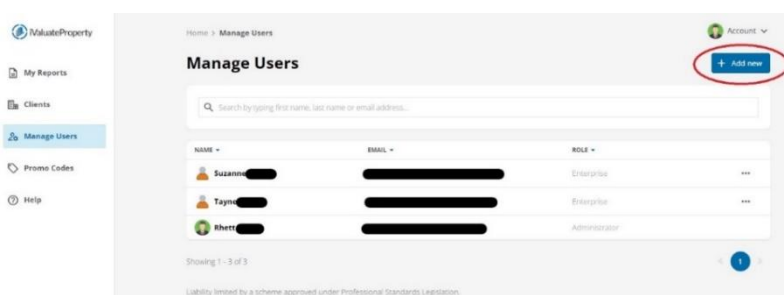 iValuateProperty
Home > Manage Users
Account
My Reports
Manage Users
+ Add new
Clients
Search by typing first name, last name or email address..
Manage Users
NAME EMAIL ROLE
Promo Codes
Suzanne Enterprise ...
Help
Tayne Enterprise ...
Rhett Administrator
Showing 1 - 3 of 3
< 1 >
Liability limited by a scheme approved under Professional Standards Legislation.